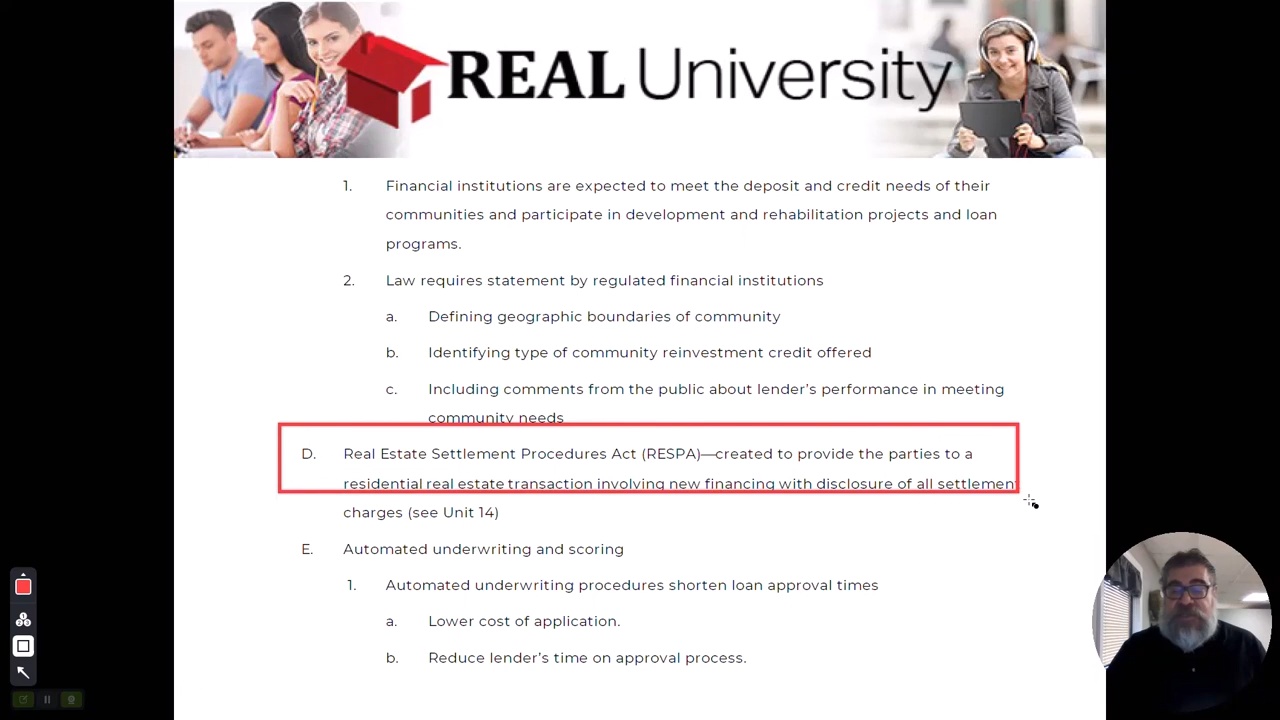 REAL University
1. Financial institutions are expected to meet the deposit and credit needs of their
communities and participate in development and rehabilitation projects and loan
programs.
2. Law requires statement by regulated financial institutions
a. Defining geographic boundaries of community
b. Identifying type of community reinvestment credit offered
c. Including comments from the public about lender’s performance in meeting
community needs
D. Real Estate Settlement Procedures Act (RESPA)—created to provide the parties to a
residential real estate transaction involving new financing with disclosure of all settlement
charges (see Unit 14)
E. Automated underwriting and scoring
1. Automated underwriting procedures shorten loan approval times
a. Lower cost of application.
b. Reduce lender’s time on approval process.